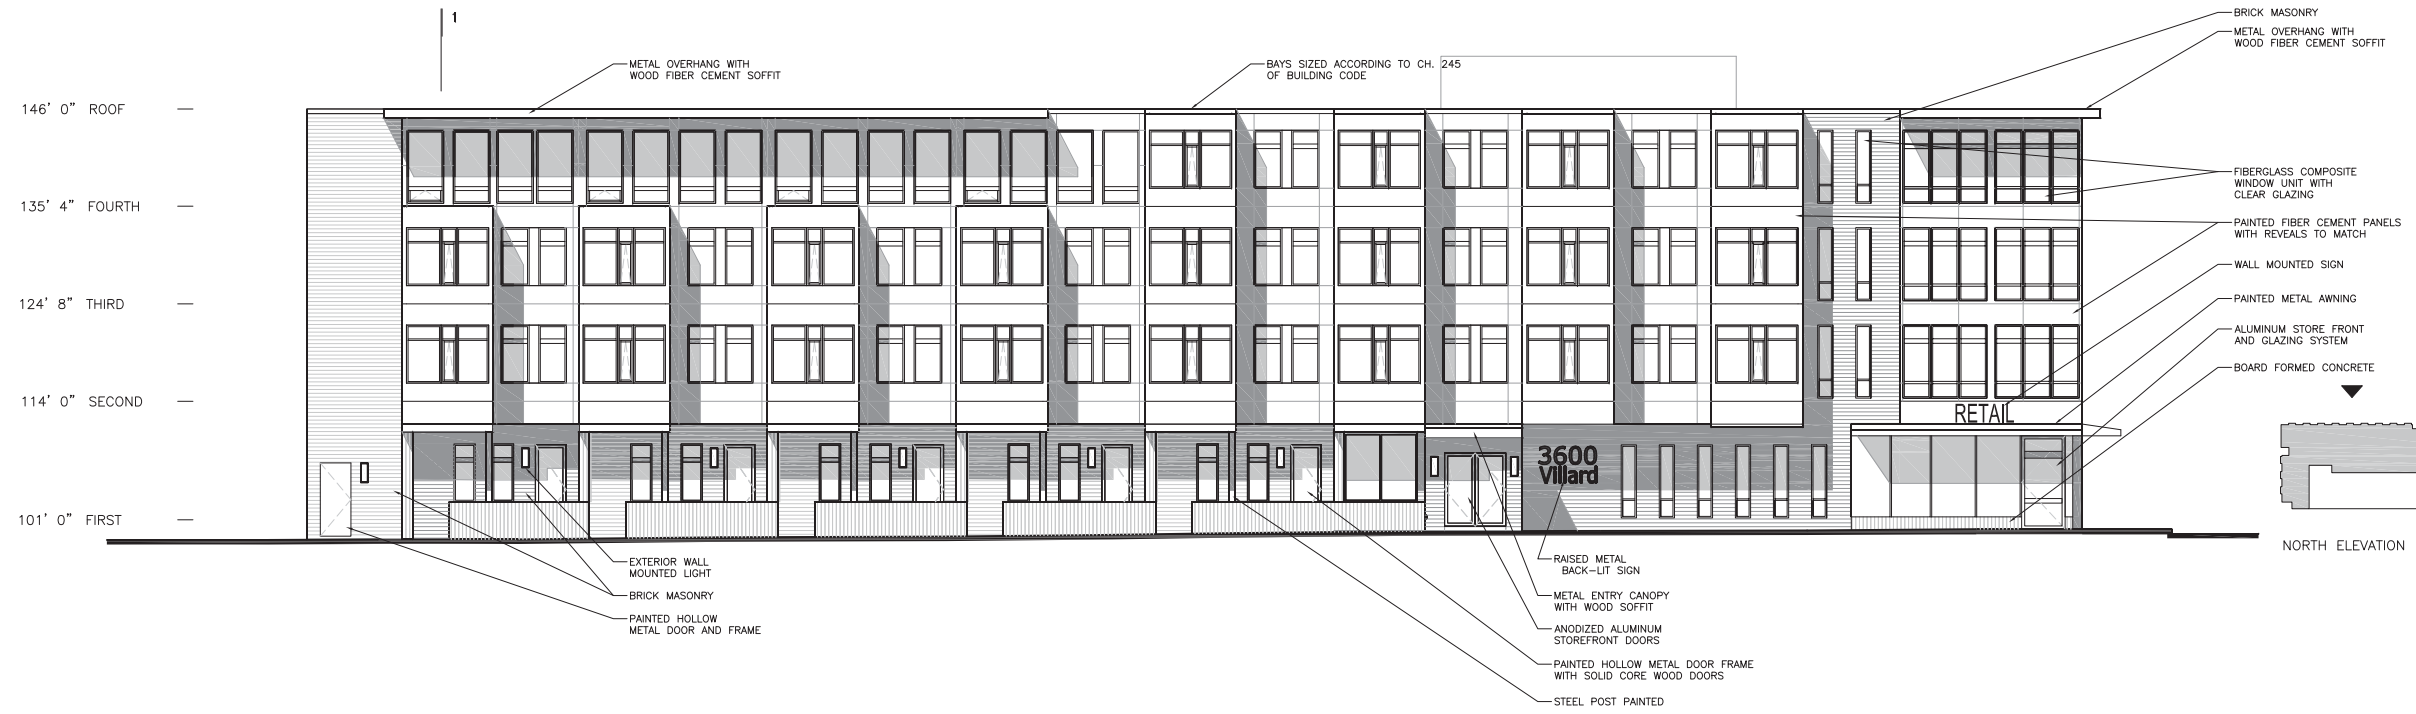 1
BRICK MASONRY
METAL OVERHANG WITH
WOOD FIBER CEMENT SOFFIT
METAL OVERHANG WITH
WOOD FIBER CEMENT SOFFIT
BAYS SIZED ACCORDING TO CH. 245
OF BUILDING CODE
146' 0" ROOF
FIBERGLASS COMPOSITE
WINDOW UNIT WITH
CLEAR GLAZING
135' 4" FOURTH
PAINTED FIBER CEMENT PANELS
WITH REVEALS TO MATCH
WALL MOUNTED SIGN
124' 8" THIRD
PAINTED METAL AWNING
ALUMINUM STORE FRONT
AND GLAZING SYSTEM
BOARD FORMED CONCRETE
114' 0" SECOND
RETAIL
3600
Villard
101' 0" FIRST
NORTH ELEVATION
EXTERIOR WALL
MOUNTED LIGHT
BRICK MASONRY
PAINTED HOLLOW
METAL DOOR AND FRAME
RAISED METAL
BACK-LIT SIGN
METAL ENTRY CANOPY
WITH WOOD SOFFIT
ANODIZED ALUMINUM
STOREFRONT DOORS
PAINTED HOLLOW METAL DOOR FRAME
WITH SOLID CORE WOOD DOORS
STEEL POST PAINTED